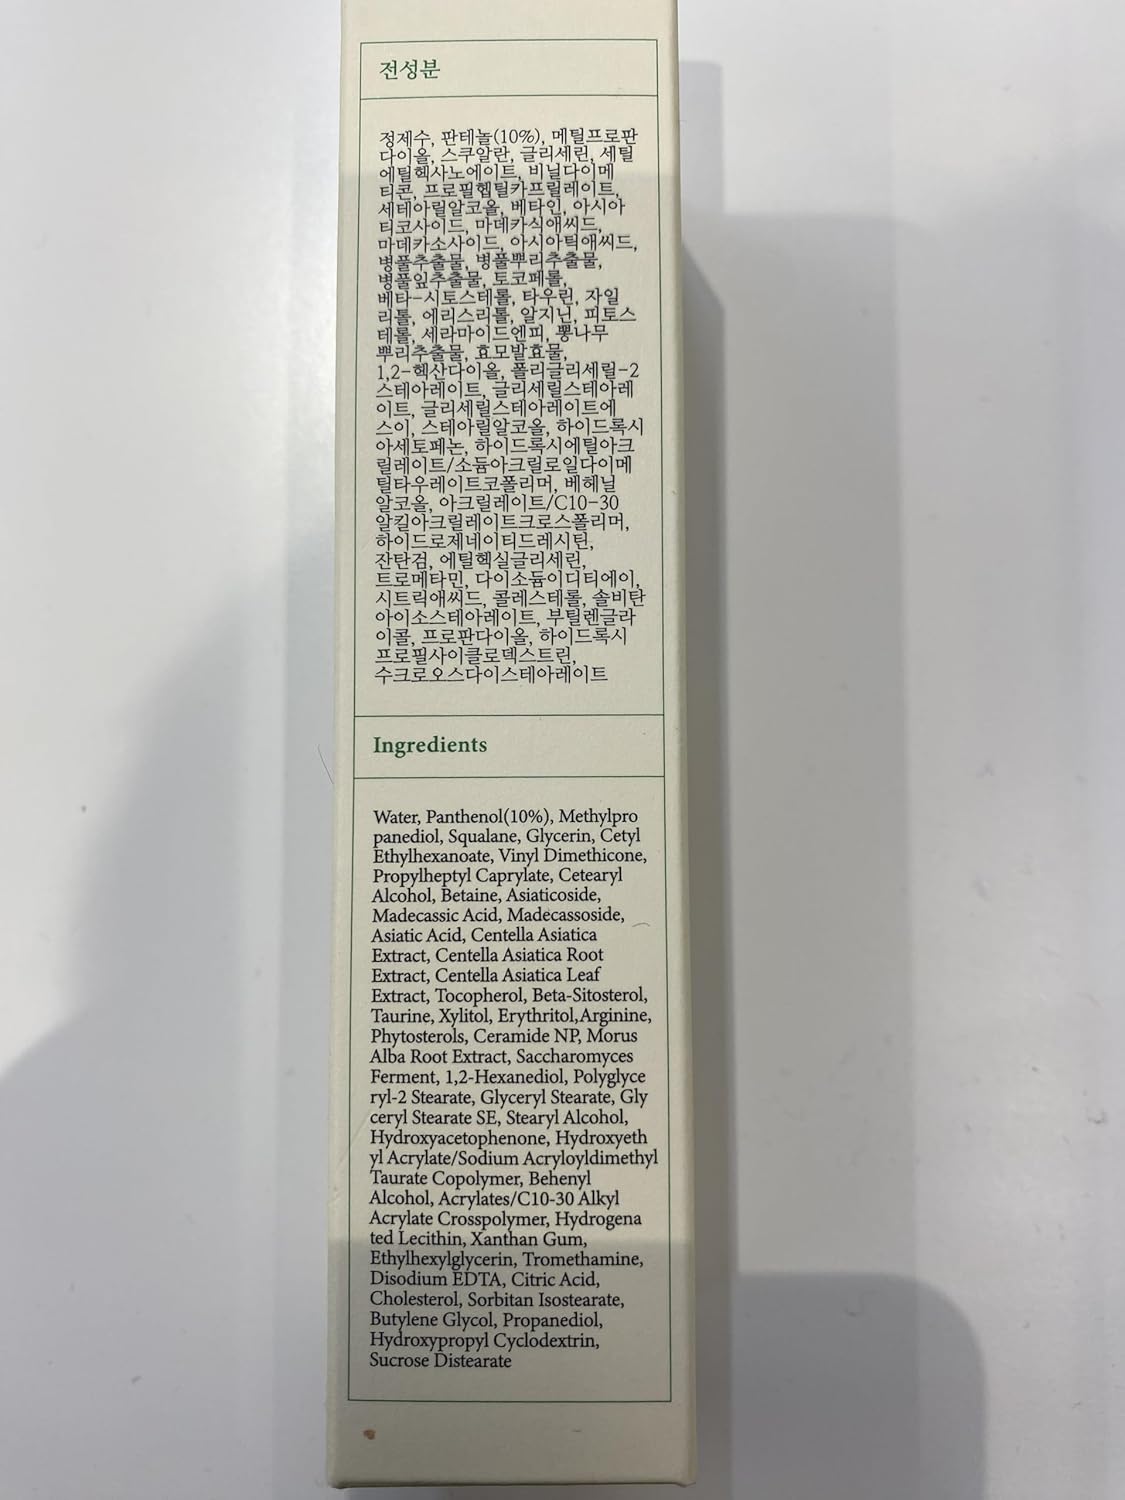 전성분
정제수, 판테놀(10%), 메틸프로판
다이올, 스쿠알란, 글리세린, 세틸
에틸헥사노에이트, 비닐다이메
티콘, 프로필헵틸카프릴레이트,
세테아릴알코올, 베타인, 아시아
티코사이드, 마데카식애씨드,
마데카소사이드, 아시아틱애씨드,
병풀추출물, 병풀뿌리추출물,
병풀잎추출물, 토코페롤,
베타-시토스테롤, 타우린, 자일
리톨, 에리스리톨, 알지닌, 피토스
테롤, 세라마이드엔피, 뽕나무
뿌리추출물, 효모발효물,
1,2-헥산다이올, 폴리글리세릴-2
스테아레이트, 글리세릴스테아레
이트, 글리세릴스테아레이트에
스이, 스테아릴알코올, 하이드록시
아세토페논, 하이드록시에틸아크
릴레이트/소듐아크릴로일다이메
틸타우레이트코폴리머, 베헤닐
알코올, 아크릴레이트/C10-30
알킬아크릴레이트크로스폴리머,
하이드로제네이티드레시틴,
잔탄검, 에틸헥실글리세린,
트로메타민, 다이소듐이디티에이,
시트릭애씨드, 콜레스테롤, 솔비탄
아이소스테아레이트, 부틸렌글라
이콜, 프로판다이올, 하이드록시
프로필사이클로덱스트린,
수크로오스다이스테아레이트
Ingredients
Water, Panthenol(10%), Methylpro
panediol, Squalane, Glycerin, Cetyl
Ethylhexanoate, Vinyl Dimethicone,
Propylheptyl Caprylate, Cetearyl
Alcohol, Betaine, Asiaticoside,
Madecassic Acid, Madecassoside,
Asiatic Acid, Centella Asiatica
Extract, Centella Asiatica Root
Extract, Centella Asiatica Leaf
Extract, Tocopherol, Beta-Sitosterol,
Taurine, Xylitol, Erythritol,Arginine,
Phytosterols, Ceramide NP, Morus
Alba Root Extract, Saccharomyces
Ferment, 1,2-Hexanediol, Polyglyce
ryl-2 Stearate, Glyceryl Stearate, Gly
ceryl Stearate SE, Stearyl Alcohol,
Hydroxyacetophenone, Hydroxyeth
yl Acrylate/Sodium Acryloyldimethyl
Taurate Copolymer, Behenyl
Alcohol, Acrylates/C10-30 Alkyl
Acrylate Crosspolymer, Hydrogena
ted Lecithin, Xanthan Gum,
Ethylhexylglycerin, Tromethamine,
Disodium EDTA, Citric Acid,
Cholesterol, Sorbitan Isostearate,
Butylene Glycol, Propanediol,
Hydroxypropyl Cyclodextrin,
Sucrose Distearate